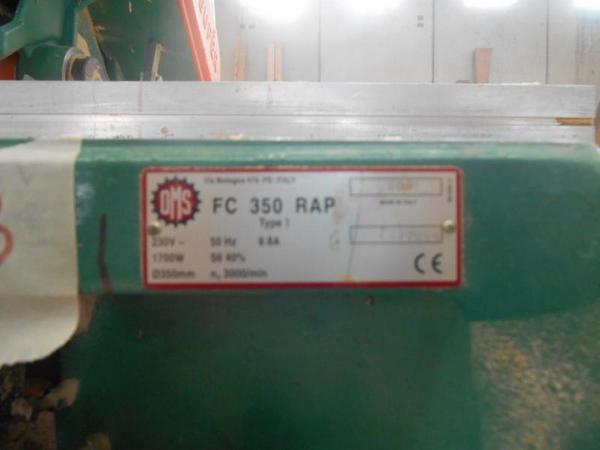 OMS
FC 350 RAP
Type 1
MADE IN ITALY
230V ~ 50 Hz 8.8A
1700W S6 40%
Ø350mm n₀ 3000/min
CE